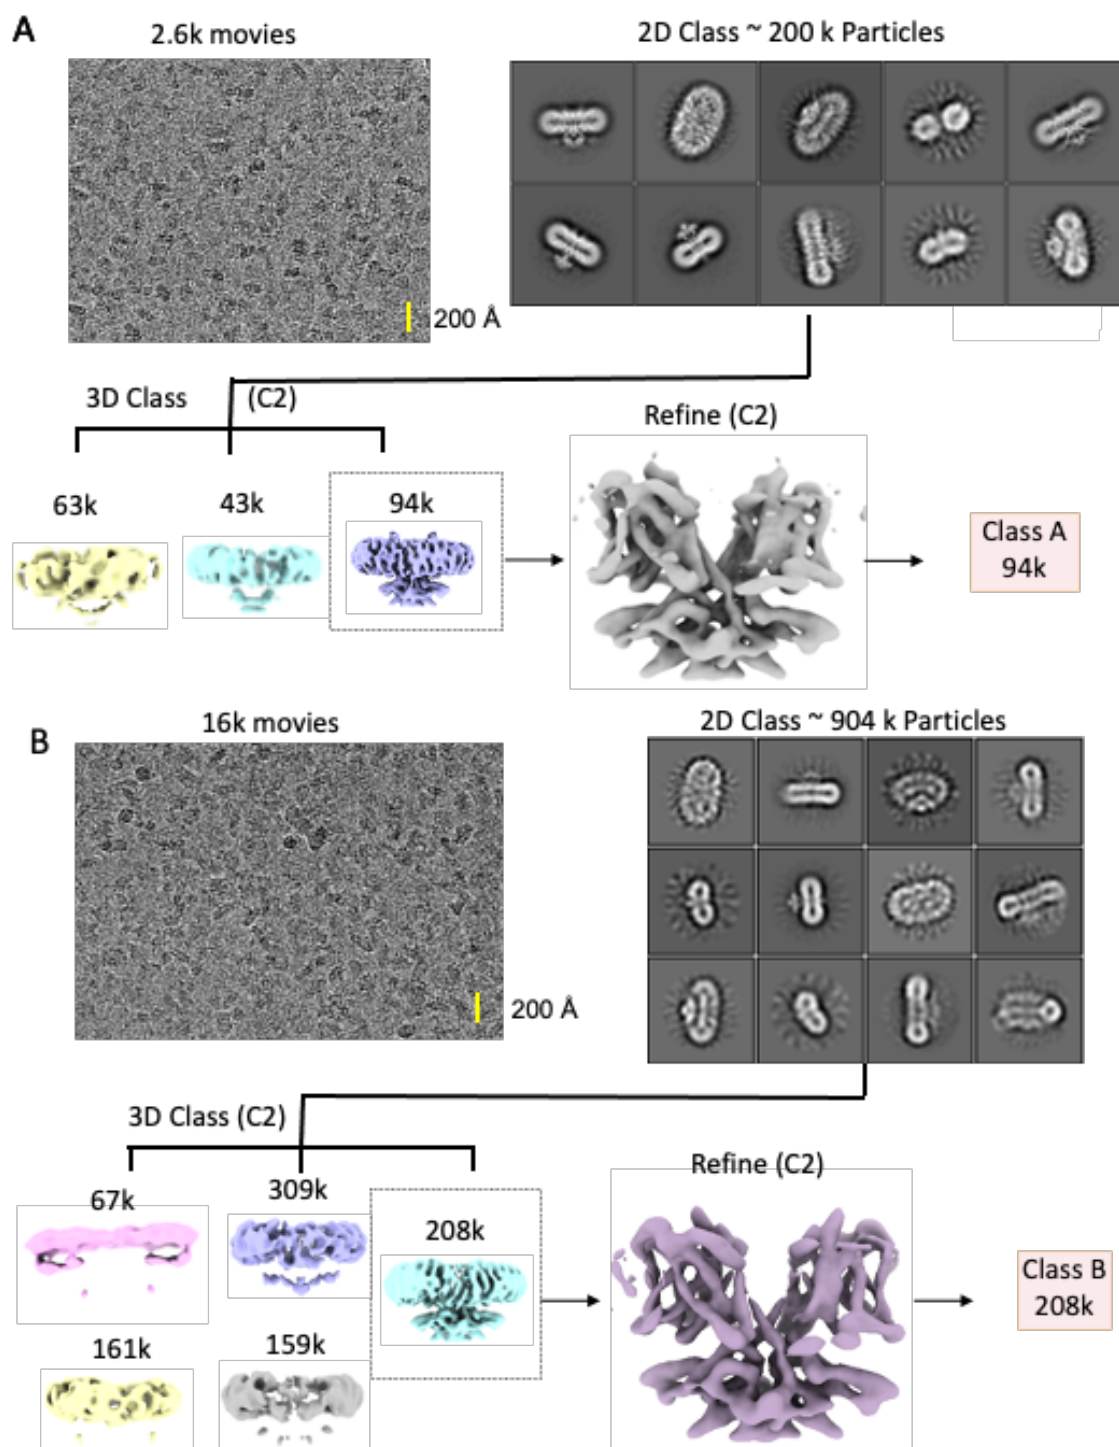 A
2.6k movies
2D Class ~ 200 k Particles
200 Å
3D Class (C2)
Refine (C2)
63k
43k
94k
Class A
94k
B
16k movies
2D Class ~ 904 k Particles
200 Å
3D Class (C2)
Refine (C2)
67k
309k
208k
Class B
208k
161k
159k